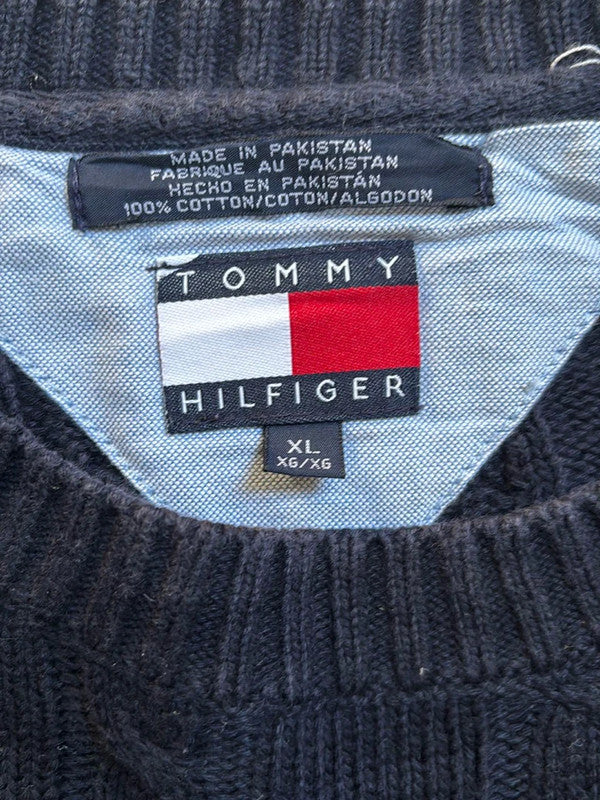 MADE IN PAKISTAN
FABRIQUE AU PAKISTAN
HECHO EN PAKISTÁN
100% COTTON/COTON/ALGODON
TOMMY
HILFIGER
XL
XG/XG